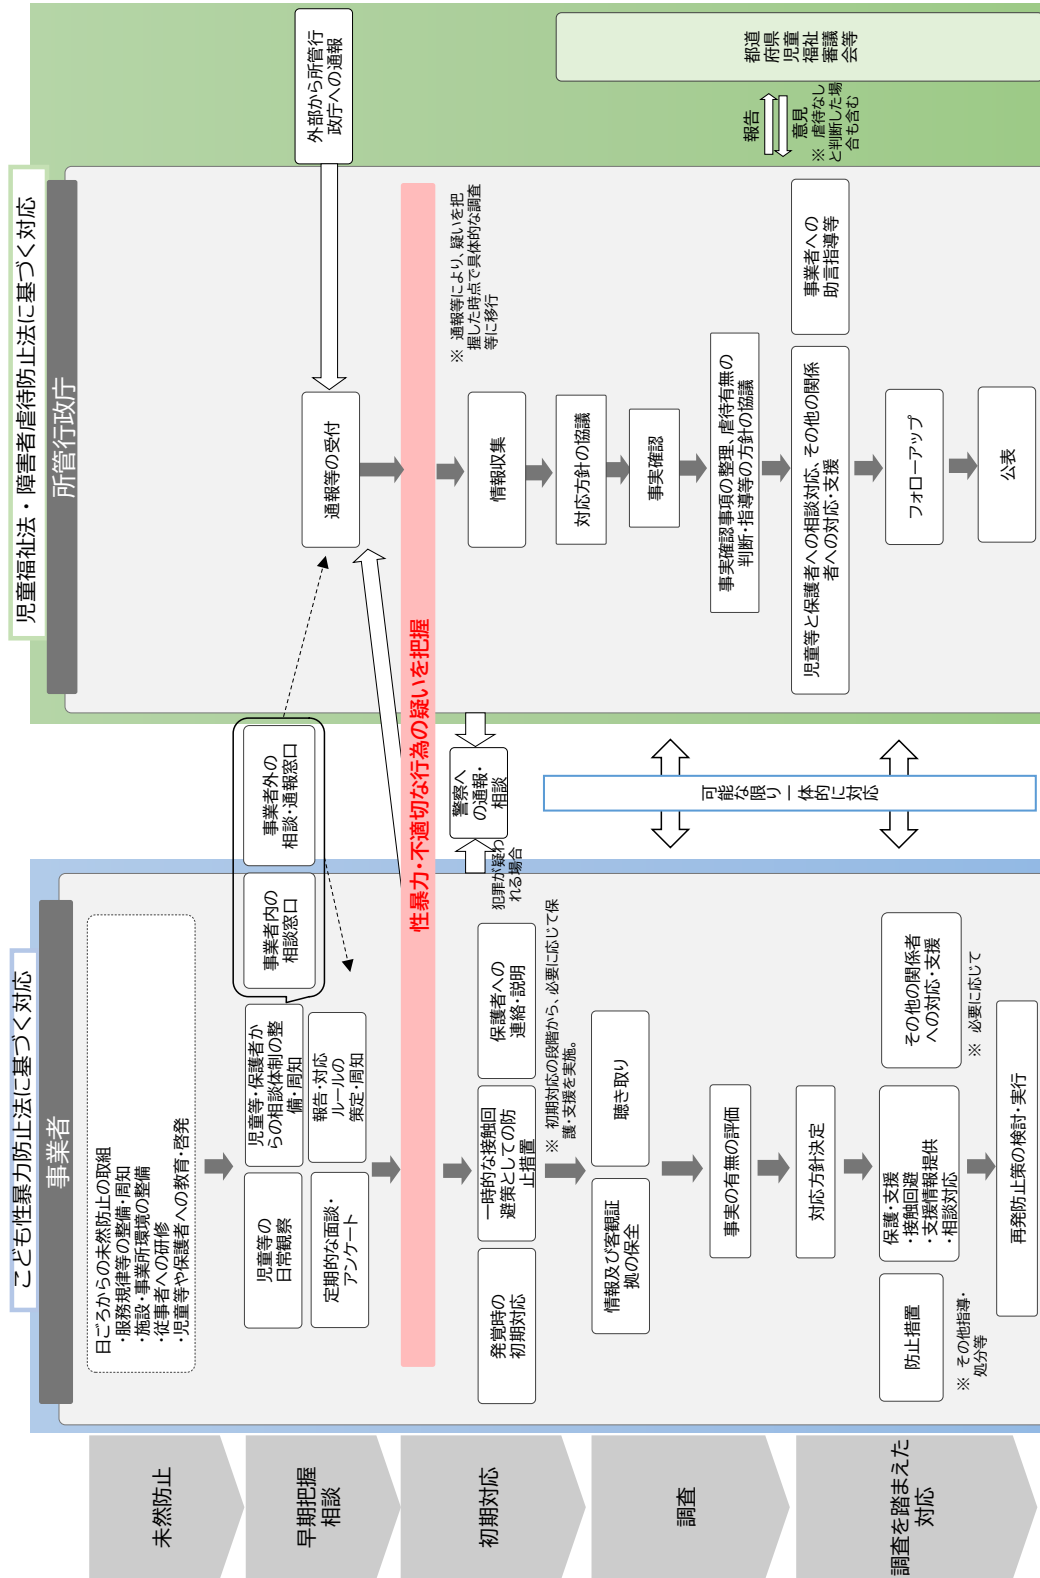 こども性暴力防止法に基づく対応
児童福祉法・障害者虐待防止法に基づく対応
事業者
所管行政庁
未然防止
日ごろからの未然防止の取組
・服務規律等の整備・周知
・施設・事業所環境の整備
・従事者への研修
・児童等や保護者への教育・啓発
早期把握
相談
児童等の
日常観察
児童等・保護者か
らの相談体制の整
備・周知
定期的な面談・
アンケート
報告・対応
ルールの
策定・周知
事業者内の
相談窓口
事業者外の
相談・通報窓口
通報等の受付
外部から所管行
政庁への通報
性暴力・不適切な行為の疑いを把握
初期対応
発覚時の
初期対応
一時的な接触回
避策としての防
止措置
保護者への
連絡・説明
※ 初期対応の段階から、必要に応じて保
護・支援を実施。
犯罪が疑わ
れる場合
警察へ
の通報・
相談
情報収集
※ 通報等により、疑いを把
握した時点で具体的な調査
等に移行
対応方針の協議
調査
情報及び客観証
拠の保全
聴き取り
事実の有無の評価
可能な限り一体的に対応
事実確認
事実確認事項の整理、虐待有無の
判断・指導等の方針の協議
報告
意見
※ 虐待なし
と判断した場
合も含む
都道
府県
児童
福祉
審議
会等
調査を踏まえた
対応
対応方針決定
防止措置
※ その他指導・
処分等
保護・支援
・接触回避
・支援情報提供
・相談対応
その他の関係者
への対応・支援
※ 必要に応じて
再発防止策の検討・実行
児童等と保護者への相談対応、その他の関係
者への対応・支援
事業者への
助言指導等
フォローアップ
公表